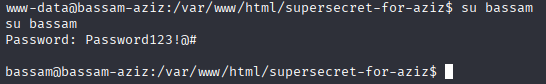 www-data@bassam-aziz:/var/www/html/supersecret-for-aziz$ su bassam
su bassam
Password: Password123!@#
bassam@bassam-aziz:/var/www/html/supersecret-for-aziz$